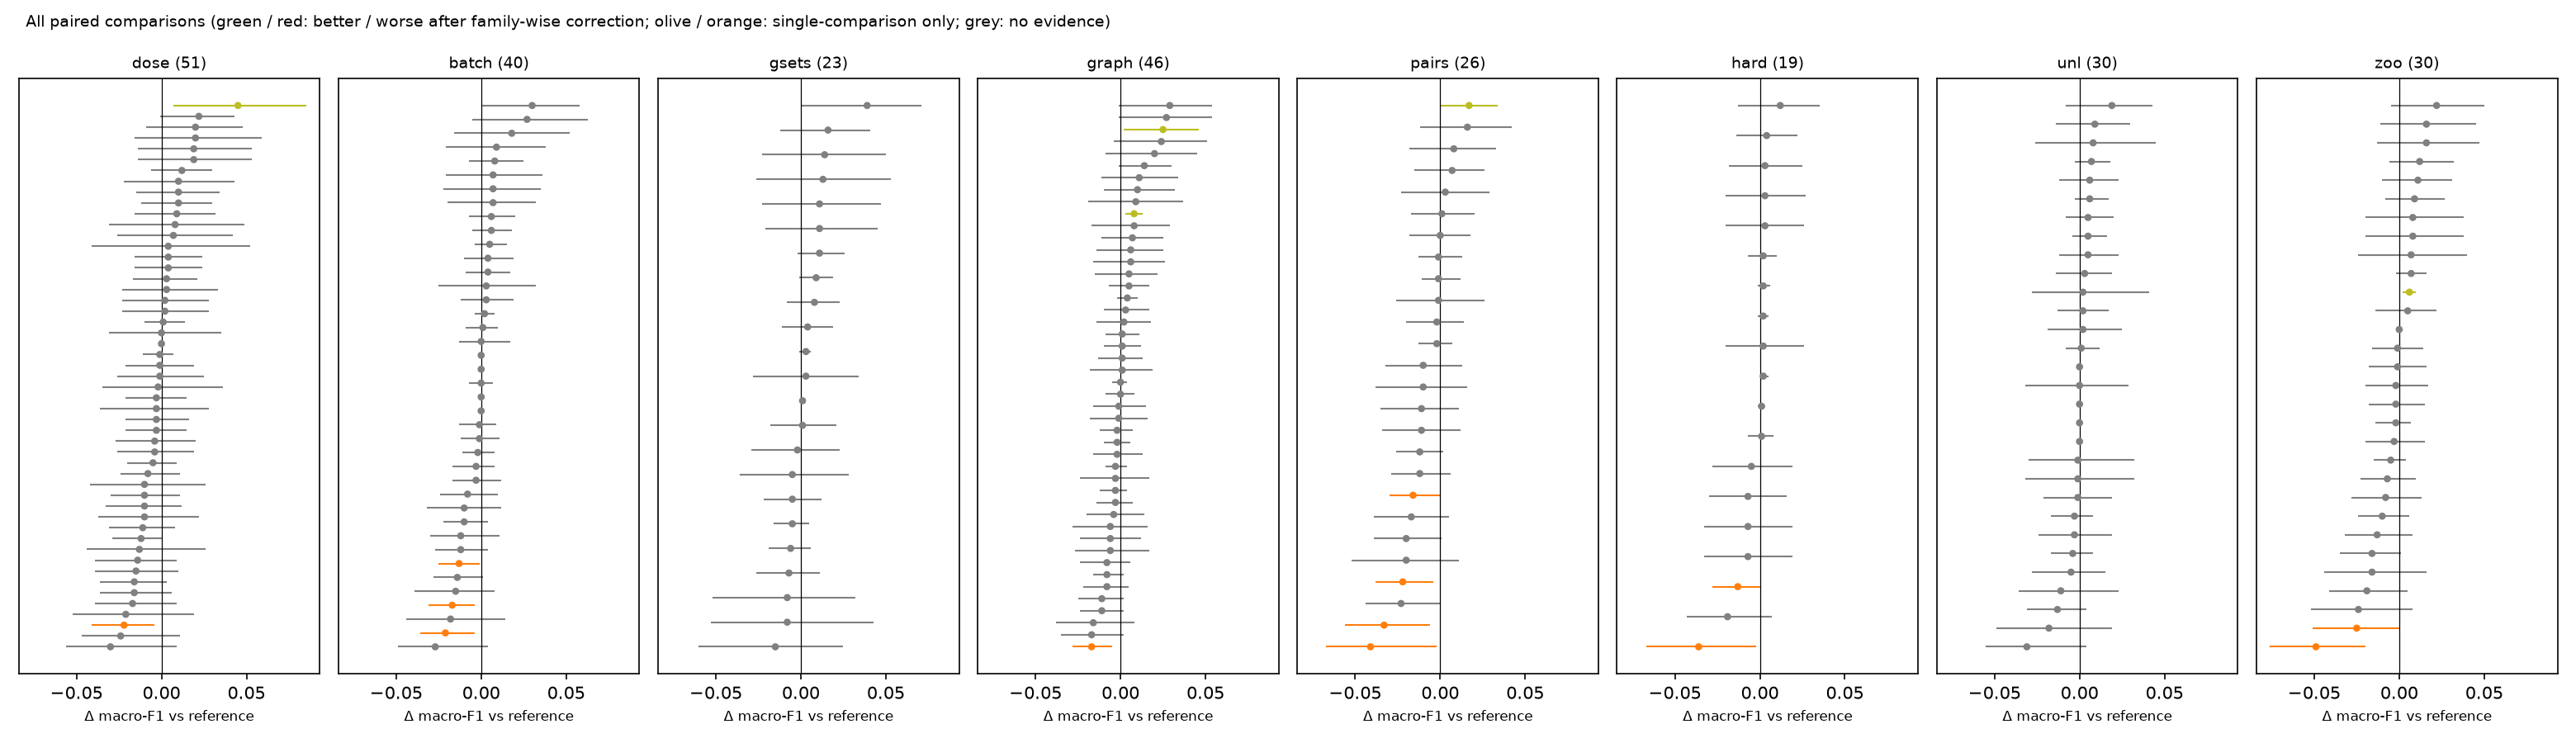 All paired comparisons (green / red: better / worse after family-wise correction; olive / orange: single-comparison only; grey: no evidence)
dose (51) batch (40) gsets (23) graph (46) pairs (26) hard (19) unl (30) zoo (30)
−0.05 0.00 0.05 −0.05 0.00 0.05 −0.05 0.00 0.05 −0.05 0.00 0.05 −0.05 0.00 0.05 −0.05 0.00 0.05 −0.05 0.00 0.05 −0.05 0.00 0.05
Δ macro-F1 vs reference Δ macro-F1 vs reference Δ macro-F1 vs reference Δ macro-F1 vs reference Δ macro-F1 vs reference Δ macro-F1 vs reference Δ macro-F1 vs reference Δ macro-F1 vs reference